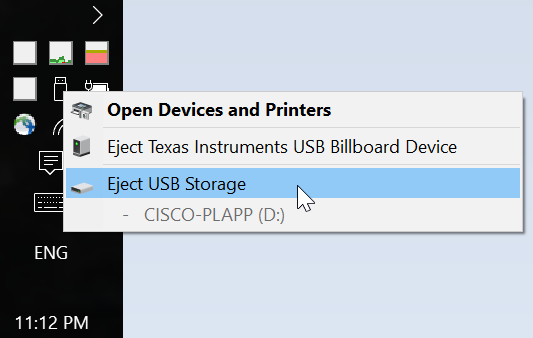 Open Devices and Printers
Eject Texas Instruments USB Billboard Device
Eject USB Storage
- CISCO-PLAPP (D:)
ENG
11:12 PM